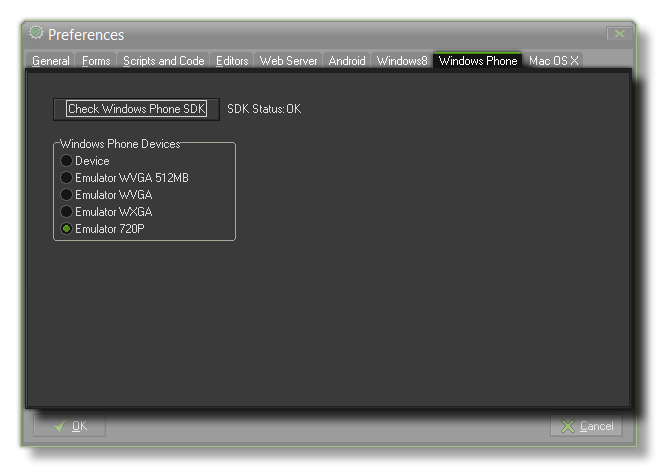 Preferences
General Forms Scripts and Code Editors Web Server Android Windows8 Windows Phone Mac OS X
Check Windows Phone SDK SDK Status: OK
Windows Phone Devices
Device
Emulator WVGA 512MB
Emulator WVGA
Emulator WXGA
Emulator 720P
OK Cancel